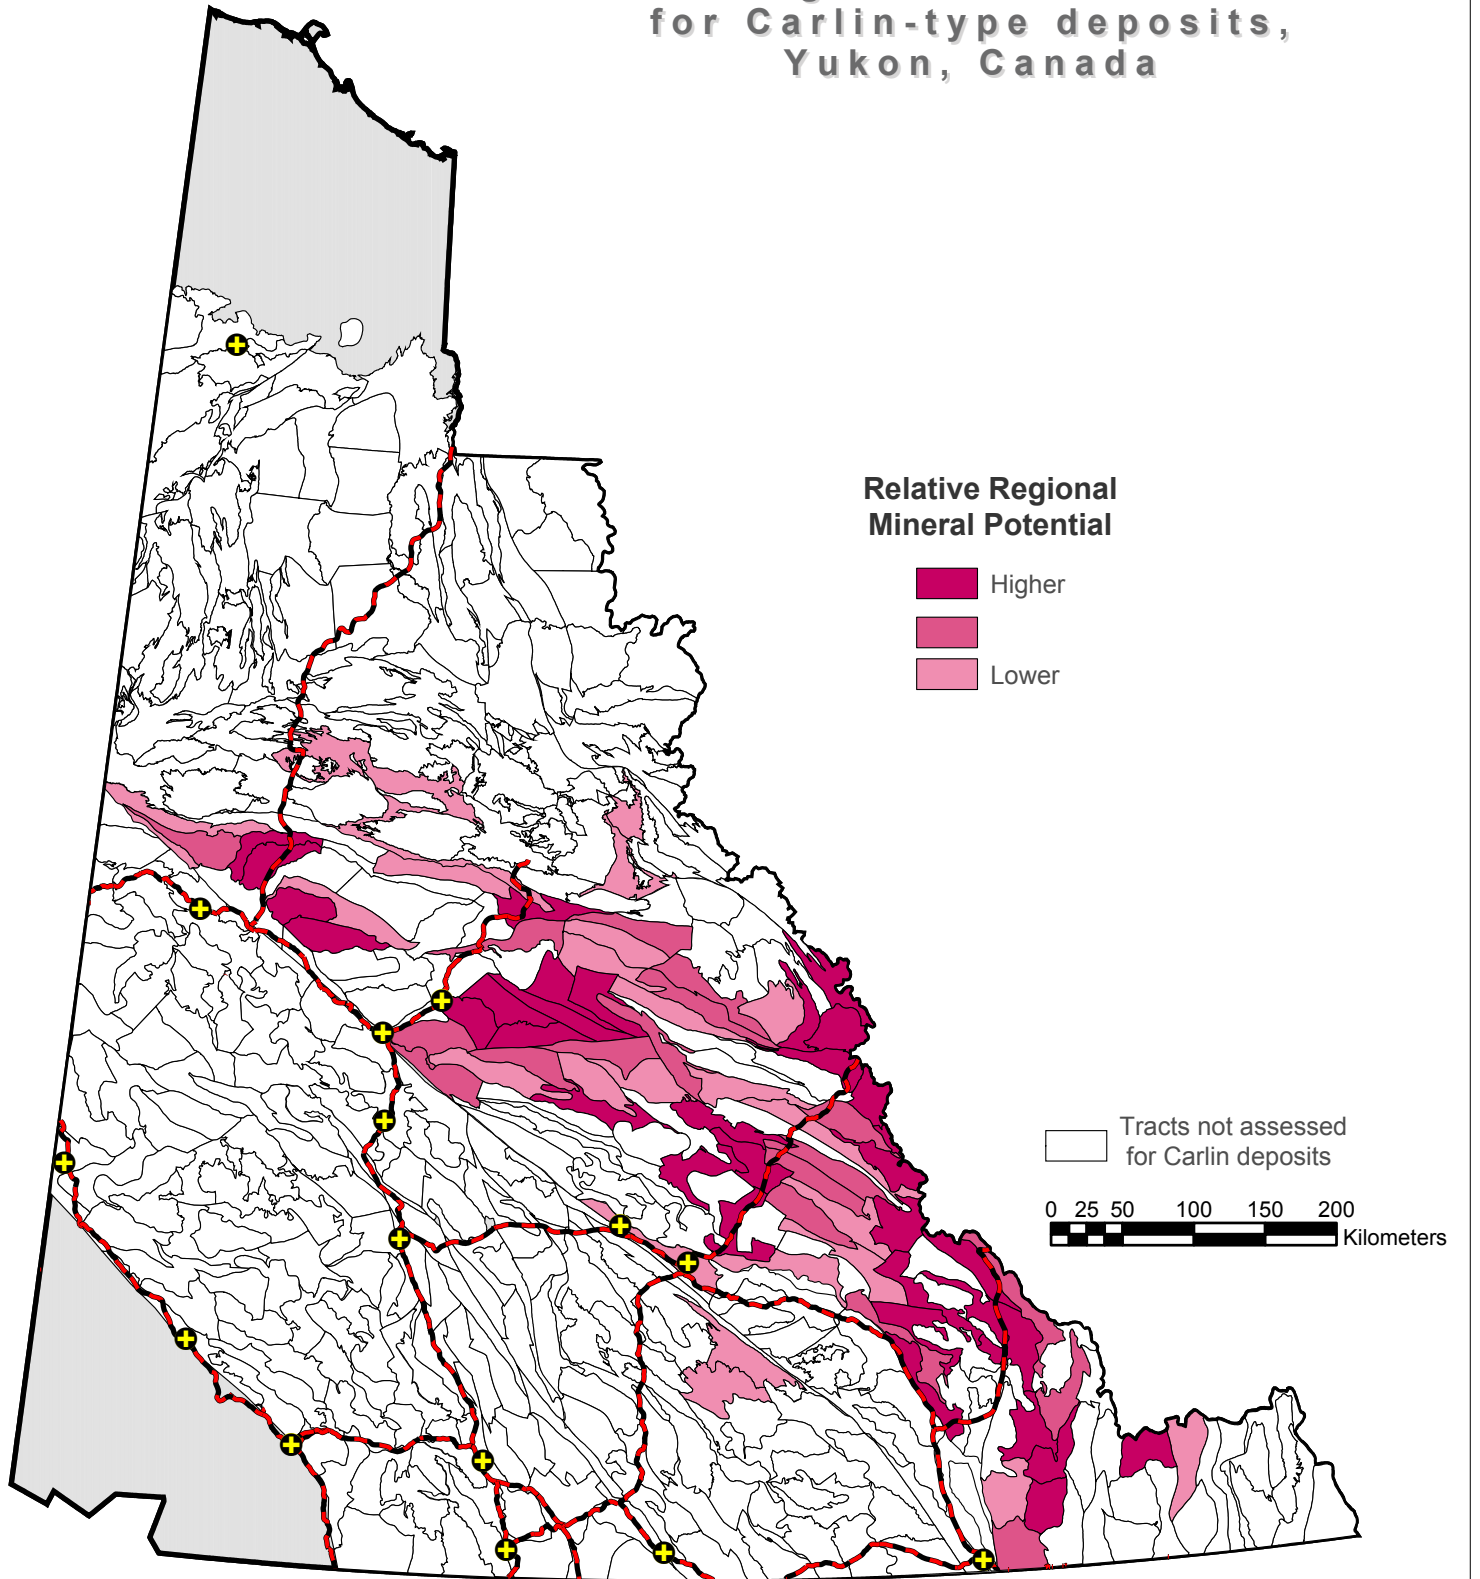 for Carlin-type deposits,
Yukon, Canada
Relative Regional
Mineral Potential
Higher
Lower
Tracts not assessed
for Carlin deposits
0 25 50 100 150 200
Kilometers